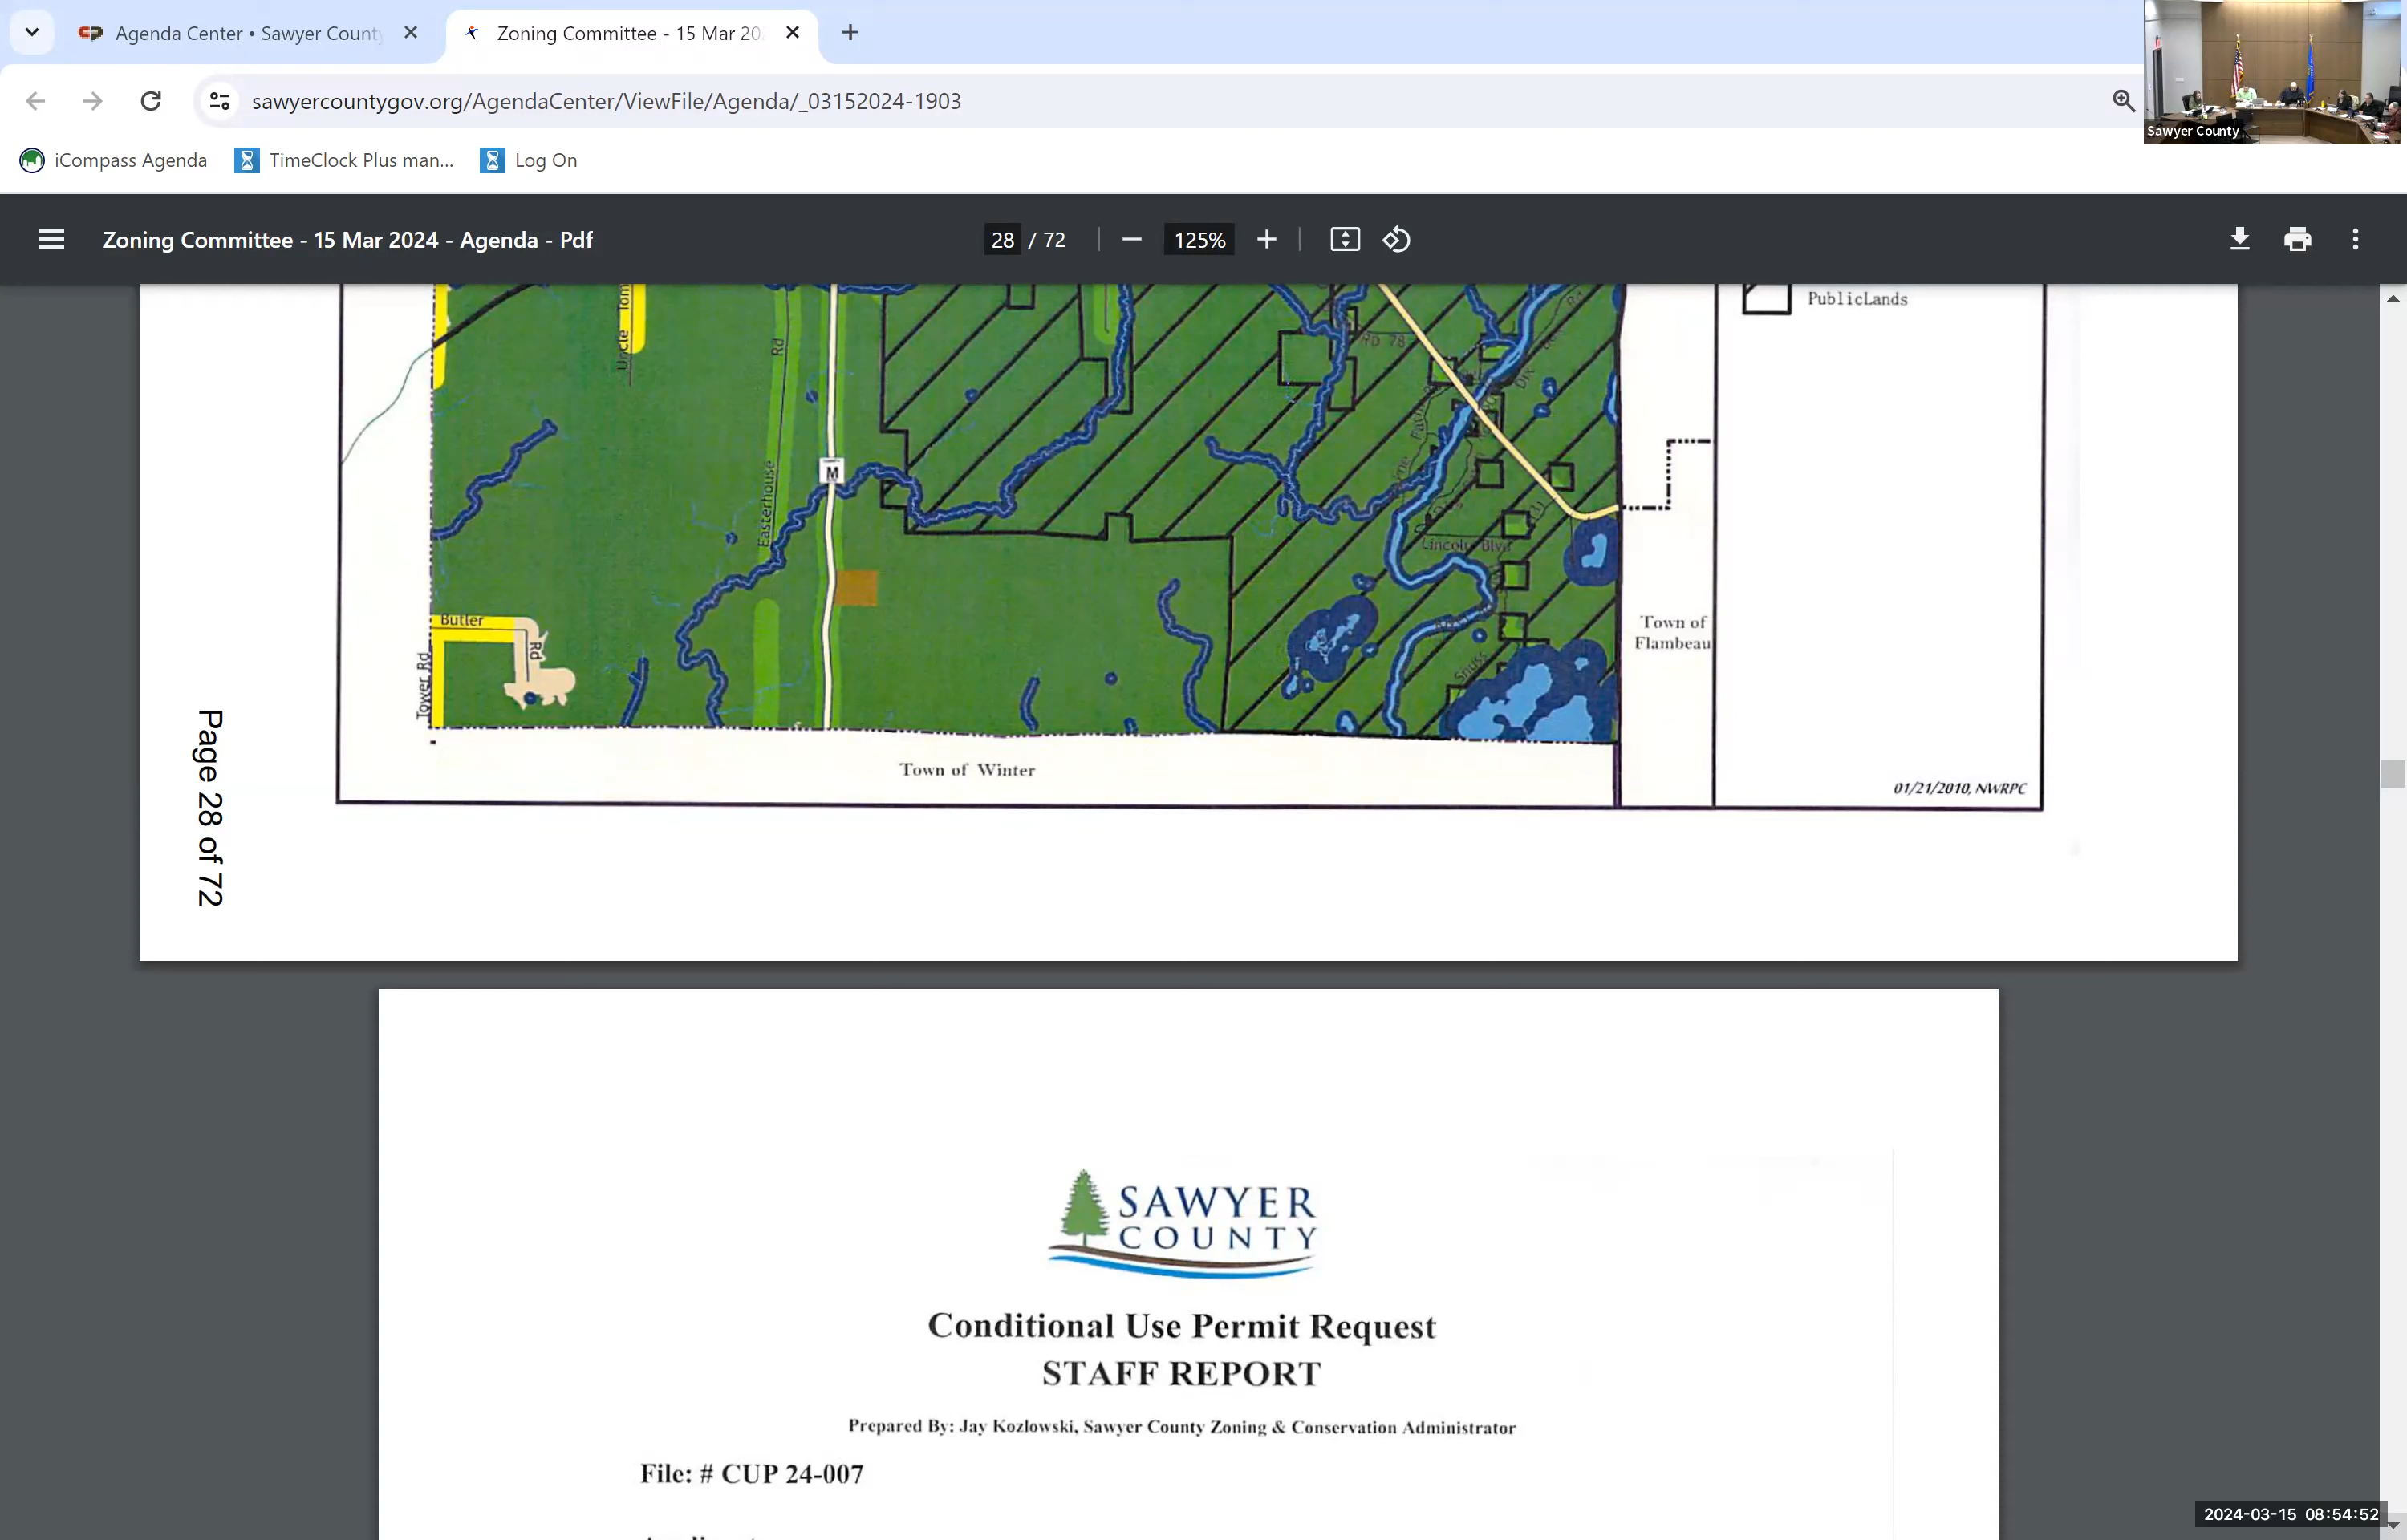 Agenda Center • Sawyer County
Zoning Committee - 15 Mar 20
sawyercountygov.org/AgendaCenter/ViewFile/Agenda/_03152024-1903
iCompass Agenda
TimeClock Plus man...
Log On
Sawyer County
Zoning Committee - 15 Mar 2024 - Agenda - Pdf
28 / 72
125%
PublicLands
Uncle Tom
Rd
RD 78
M
Easterhouse
Lincoln Blvd
Butler
Rd
Tower Rd
Town of
Flambeau
Town of Winter
01/21/2010, NWRPC
Page 28 of 72
SAWYER
COUNTY
Conditional Use Permit Request
STAFF REPORT
Prepared By: Jay Kozlowski, Sawyer County Zoning & Conservation Administrator
File: # CUP 24-007
2024-03-15 08:54:52